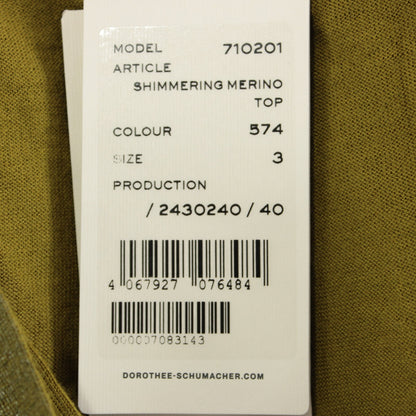 MODEL 710201
ARTICLE
SHIMMERING MERINO
TOP
COLOUR 574
SIZE 3
PRODUCTION
/ 2430240 / 40
4 067927 076484
000007083143
DOROTHEE-SCHUMACHER.COM